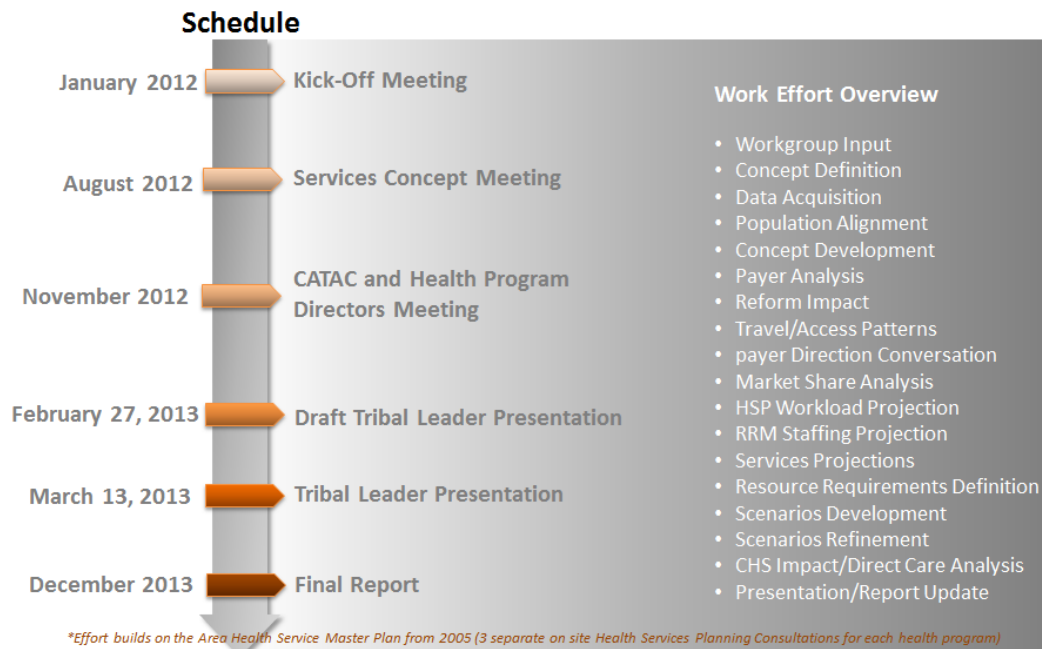 Schedule
January 2012
Kick-Off Meeting
August 2012
Services Concept Meeting
November 2012
CATAC and Health Program
Directors Meeting
February 27, 2013
Draft Tribal Leader Presentation
March 13, 2013
Tribal Leader Presentation
December 2013
Final Report
Work Effort Overview
• Workgroup Input
• Concept Definition
• Data Acquisition
• Population Alignment
• Concept Development
• Payer Analysis
• Reform Impact
• Travel/Access Patterns
• payer Direction Conversation
• Market Share Analysis
• HSP Workload Projection
• RRM Staffing Projection
• Services Projections
• Resource Requirements Definition
• Scenarios Development
• Scenarios Refinement
• CHS Impact/Direct Care Analysis
• Presentation/Report Update
*Effort builds on the Area Health Service Master Plan from 2005 (3 separate on site Health Services Planning Consultations for each health program)